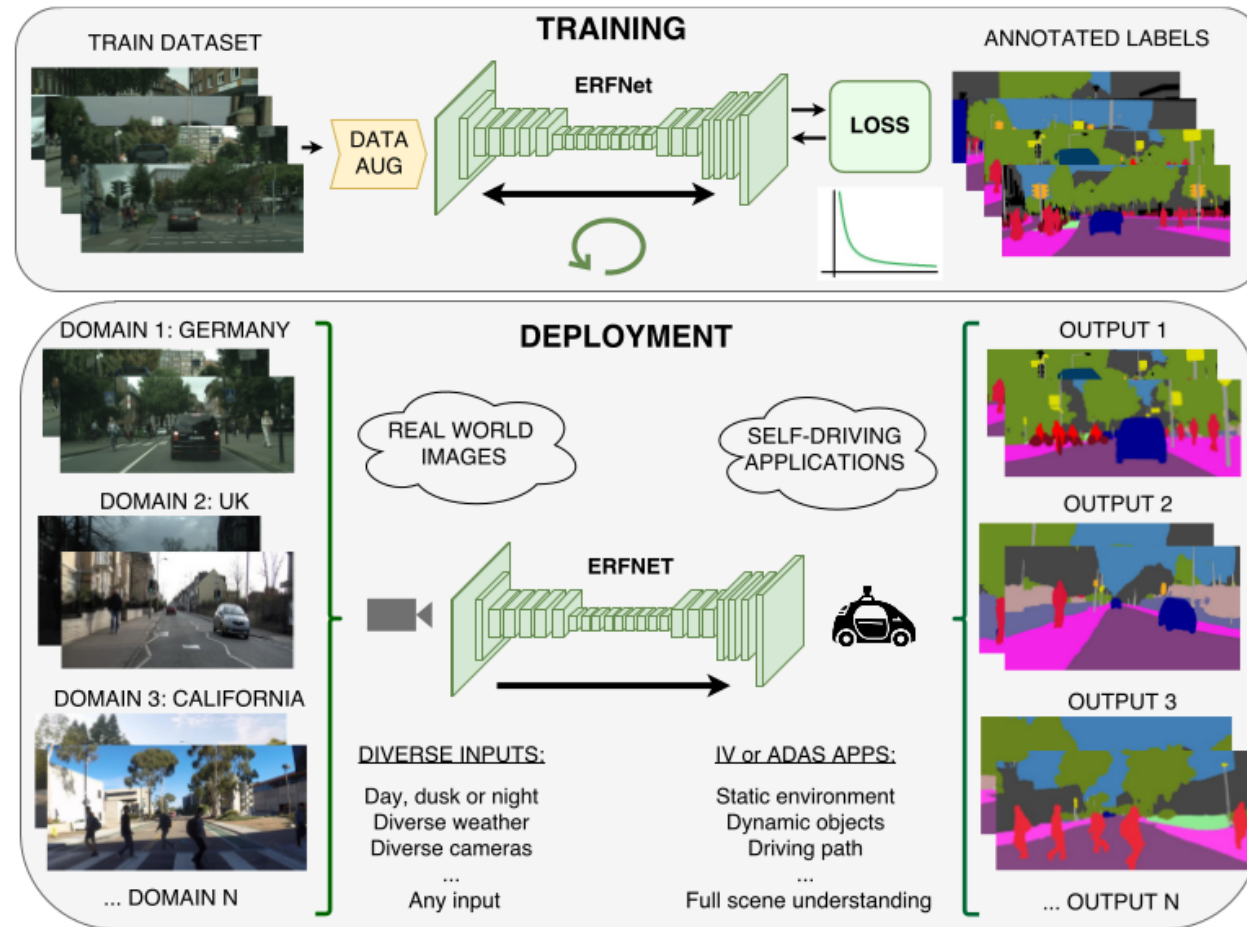 TRAINING
TRAIN DATASET
ANNOTATED LABELS
ERFNet
DATA
AUG
LOSS
DEPLOYMENT
DOMAIN 1: GERMANY
OUTPUT 1
REAL WORLD
IMAGES
SELF-DRIVING
APPLICATIONS
DOMAIN 2: UK
OUTPUT 2
ERFNET
DOMAIN 3: CALIFORNIA
OUTPUT 3
DIVERSE INPUTS:
Day, dusk or night
Diverse weather
Diverse cameras
...
Any input
IV or ADAS APPS:
Static environment
Dynamic objects
Driving path
...
Full scene understanding
... DOMAIN N
... OUTPUT N